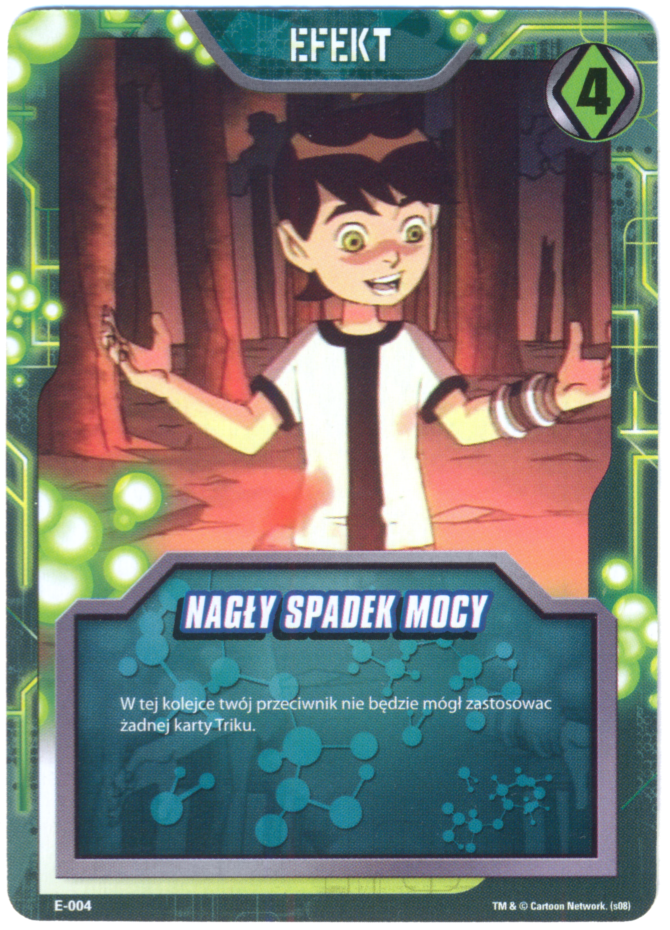 EFEKT
4
NAGŁY SPADEK MOCY
W tej kolejce twój przeciwnik nie będzie mógł zastosowac
żadnej karty Triku.
E-004
TM & © Cartoon Network. (s08)